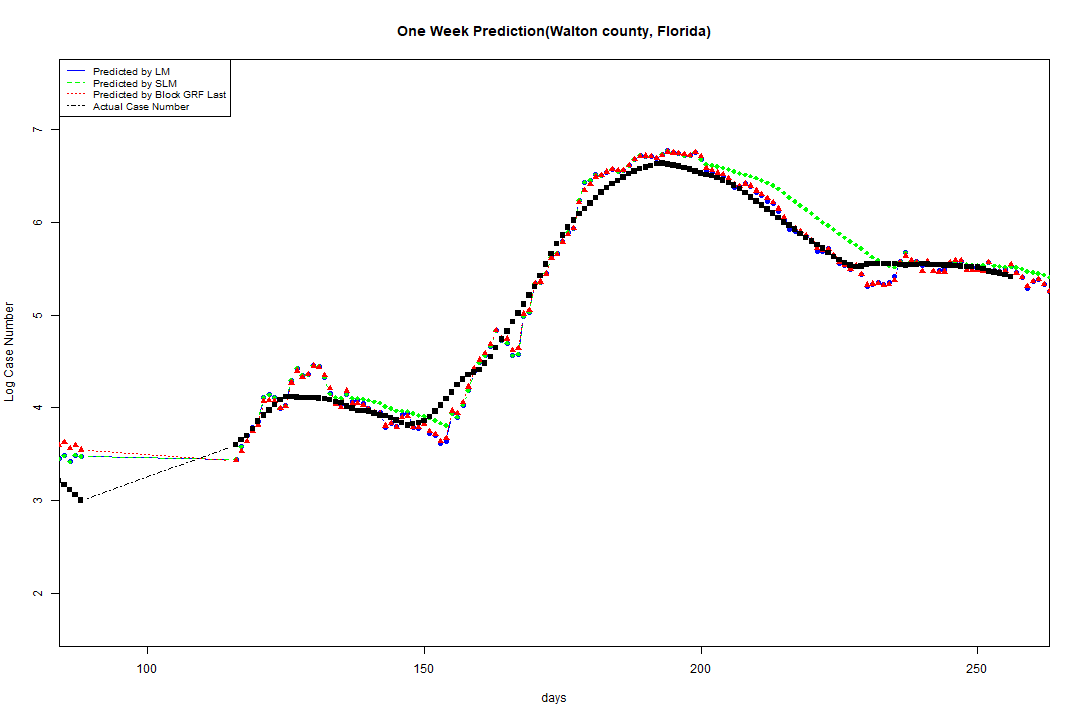 One Week Prediction(Walton county, Florida)
Predicted by LM
Predicted by SLM
Predicted by Block GRF Last
Actual Case Number
7
6
5
4
3
2
Log Case Number
100 150 200 250
days